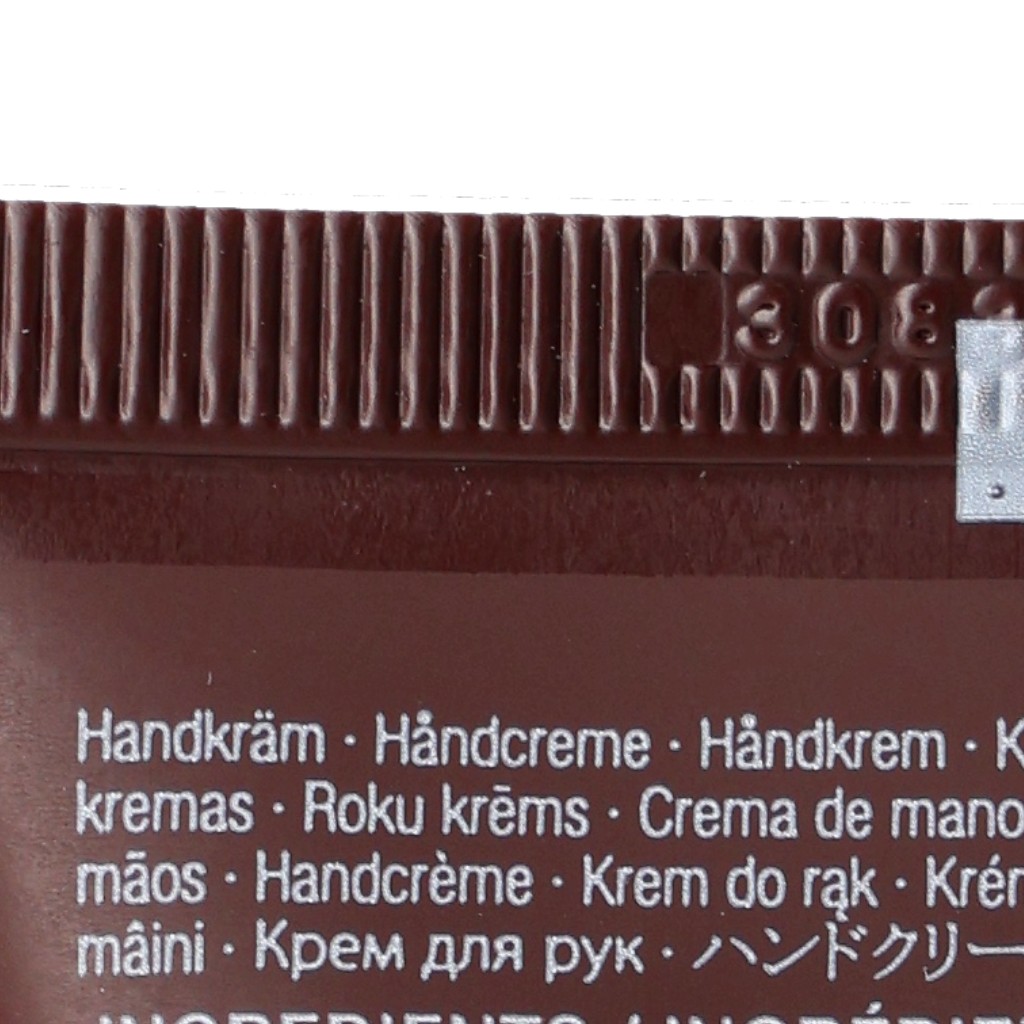 308
Handkräm · Håndcreme · Håndkrem ·
kremas · Roku krēms · Crema de mano
mãos · Handcrème · Krem do rąk ·
mâini · Крем для рук · ハンドクリー
INGREDIENTS /